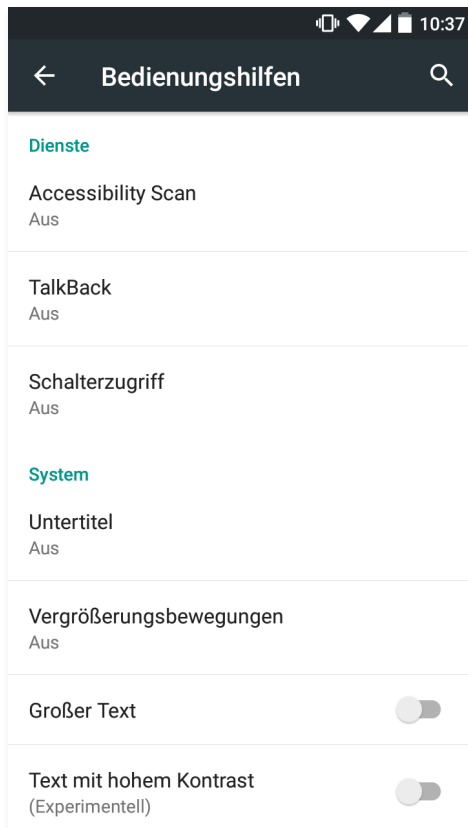 10:37
Bedienungshilfen
Dienste
Accessibility Scan
Aus
TalkBack
Aus
Schalterzugriff
Aus
System
Untertitel
Aus
Vergrößerungsbewegungen
Aus
Großer Text
Text mit hohem Kontrast
(Experimentell)